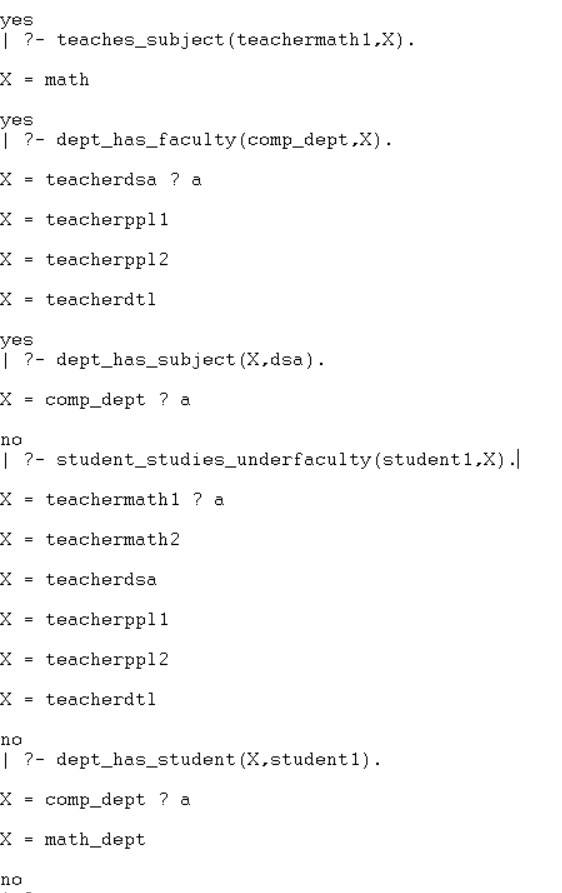 yes
| ?- teaches_subject(teachermath1,X).
X = math
yes
| ?- dept_has_faculty(comp_dept,X).
X = teacherdsa ? a
X = teacherppl1
X = teacherppl2
X = teacherdtl
yes
| ?- dept_has_subject(X,dsa).
X = comp_dept ? a
no
| ?- student_studies_underfaculty(student1,X).
X = teachermath1 ? a
X = teachermath2
X = teacherdsa
X = teacherppl1
X = teacherppl2
X = teacherdtl
no
| ?- dept_has_student(X,student1).
X = comp_dept ? a
X = math_dept
no